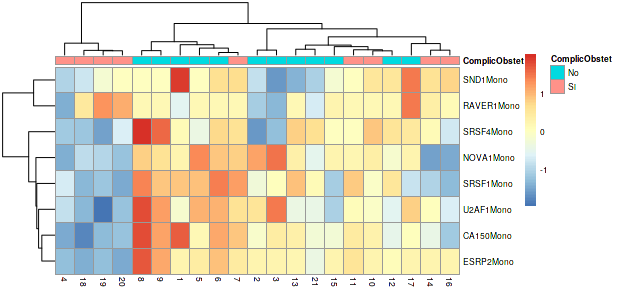 ComplicObstet
ComplicObstet
No
SI
SND1Mono
RAVER1Mono
SRSF4Mono
NOVA1Mono
SRSF1Mono
U2AF1Mono
CA150Mono
ESRP2Mono
1
0
-1
4 18 19 20 8 9 1 5 6 7 2 3 13 21 15 11 10 12 17 14 16